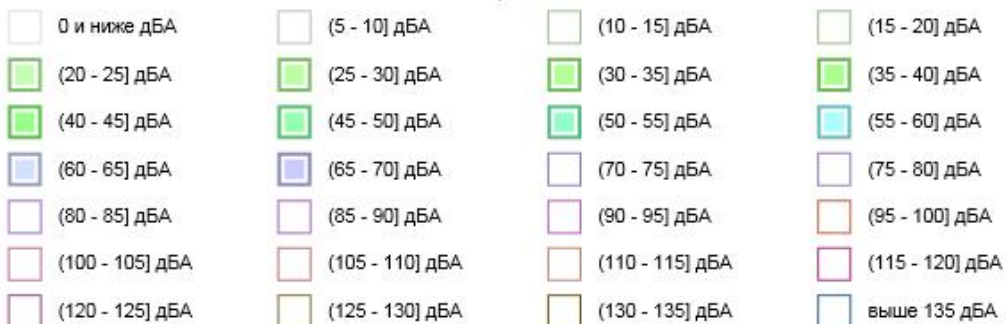 0 и ниже дБА (5 - 10] дБА (10 - 15] дБА (15 - 20] дБА
(20 - 25] дБА (25 - 30] дБА (30 - 35] дБА (35 - 40] дБА
(40 - 45] дБА (45 - 50] дБА (50 - 55] дБА (55 - 60] дБА
(60 - 65] дБА (65 - 70] дБА (70 - 75] дБА (75 - 80] дБА
(80 - 85] дБА (85 - 90] дБА (90 - 95] дБА (95 - 100] дБА
(100 - 105] дБА (105 - 110] дБА (110 - 115] дБА (115 - 120] дБА
(120 - 125] дБА (125 - 130] дБА (130 - 135] дБА выше 135 дБА